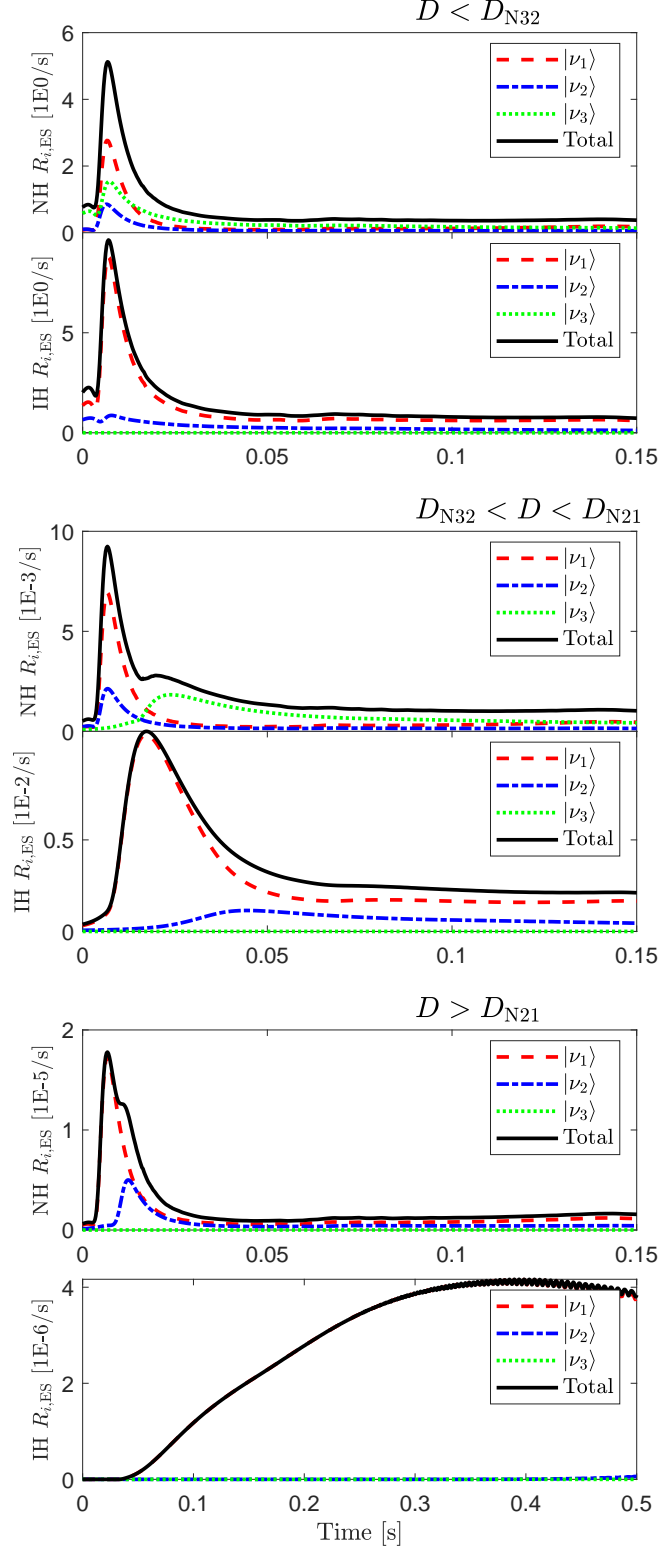 D < D_N32
6
4
2
0
NH R_i,ES [1E0/s]
|ν1⟩
|ν2⟩
|ν3⟩
Total
5
0
IH R_i,ES [1E0/s]
|ν1⟩
|ν2⟩
|ν3⟩
Total
0 0.05 0.1 0.15
D_N32 < D < D_N21
10
5
0
NH R_i,ES [1E-3/s]
|ν1⟩
|ν2⟩
|ν3⟩
Total
0.5
0
IH R_i,ES [1E-2/s]
|ν1⟩
|ν2⟩
|ν3⟩
Total
0 0.05 0.1 0.15
D > D_N21
2
1
0
NH R_i,ES [1E-5/s]
|ν1⟩
|ν2⟩
|ν3⟩
Total
0 0.05 0.1 0.15
4
2
0
IH R_i,ES [1E-6/s]
|ν1⟩
|ν2⟩
|ν3⟩
Total
0 0.1 0.2 0.3 0.4 0.5
Time [s]